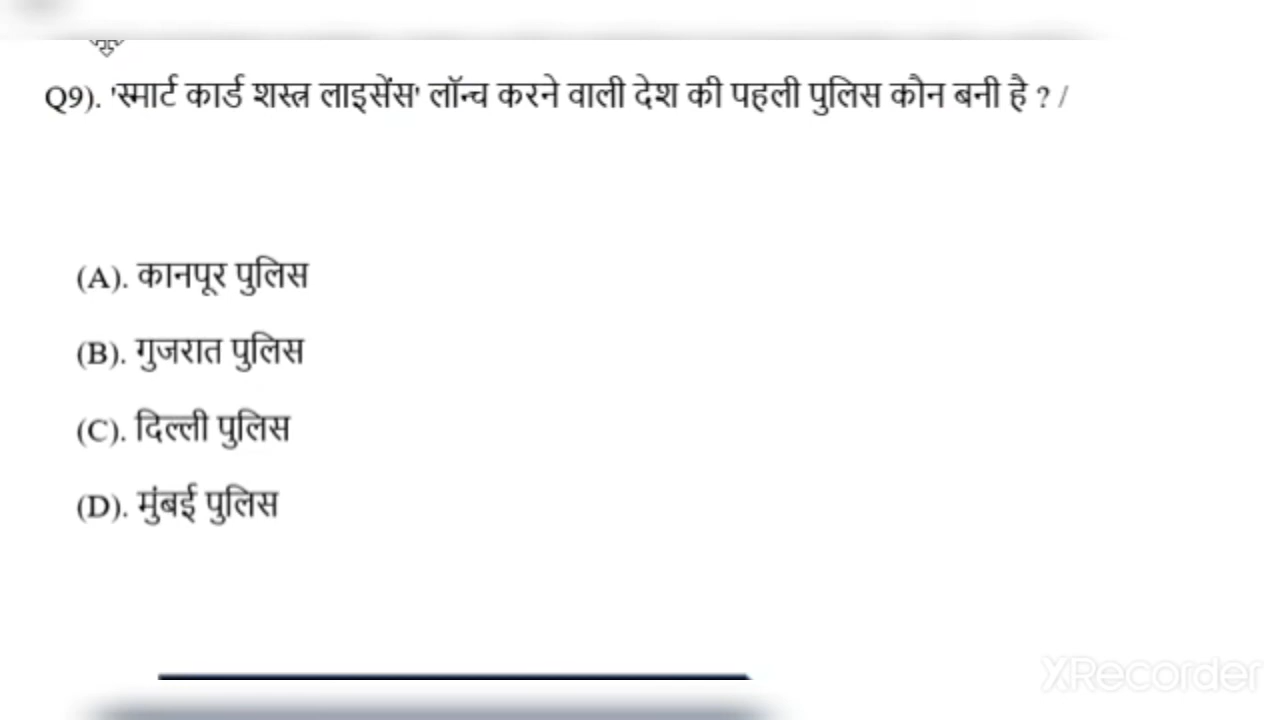 Q9). 'स्मार्ट कार्ड शस्त्र लाइसेंस' लॉन्च करने वाली देश की पहली पुलिस कौन बनी है ? /
(A). कानपूर पुलिस
(B). गुजरात पुलिस
(C). दिल्ली पुलिस
(D). मुंबई पुलिस
XRecorder